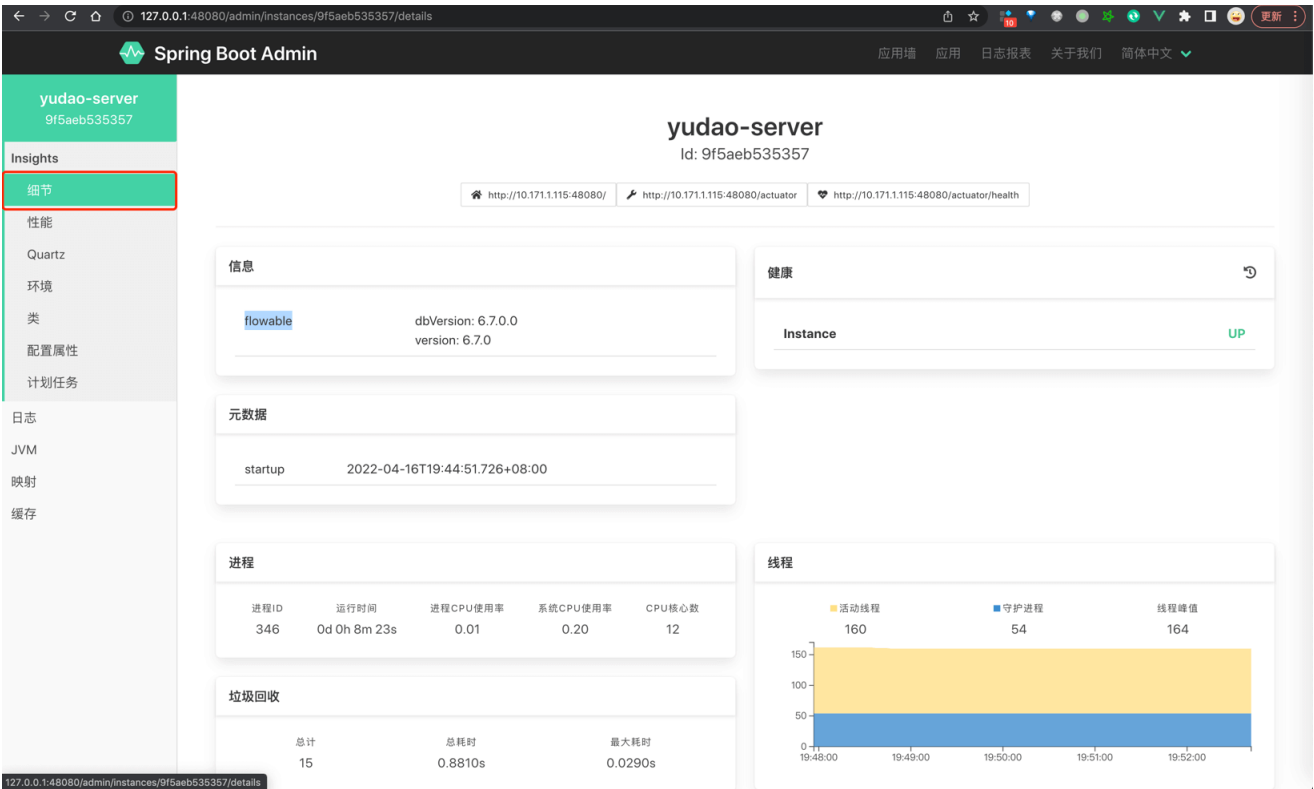 127.0.0.1:48080/admin/instances/9f5aeb535357/details
10
更新
Spring Boot Admin
应用墙 应用 日志报表 关于我们 简体中文
yudao-server
9f5aeb535357
Insights
细节
性能
Quartz
环境
类
配置属性
计划任务
日志
JVM
映射
缓存
yudao-server
Id: 9f5aeb535357
http://10.171.1.115:48080/ http://10.171.1.115:48080/actuator http://10.171.1.115:48080/actuator/health
信息
flowable dbVersion: 6.7.0.0
version: 6.7.0
健康
Instance UP
元数据
startup 2022-04-16T19:44:51.726+08:00
进程
进程ID 运行时间 进程CPU使用率 系统CPU使用率 CPU核心数
346 0d 0h 8m 23s 0.01 0.20 12
线程
活动线程 守护进程 线程峰值
160 54 164
150
100
50
0
19:48:00 19:49:00 19:50:00 19:51:00 19:52:00
垃圾回收
总计 总耗时 最大耗时
15 0.8810s 0.0290s
127.0.0.1:48080/admin/instances/9f5aeb535357/details